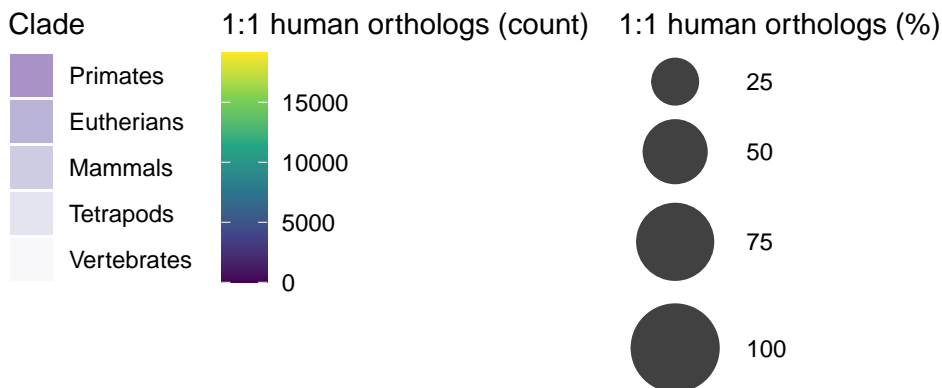 Clade
Primates
Eutherians
Mammals
Tetrapods
Vertebrates
1:1 human orthologs (count)
15000
10000
5000
0
1:1 human orthologs (%)
25
50
75
100